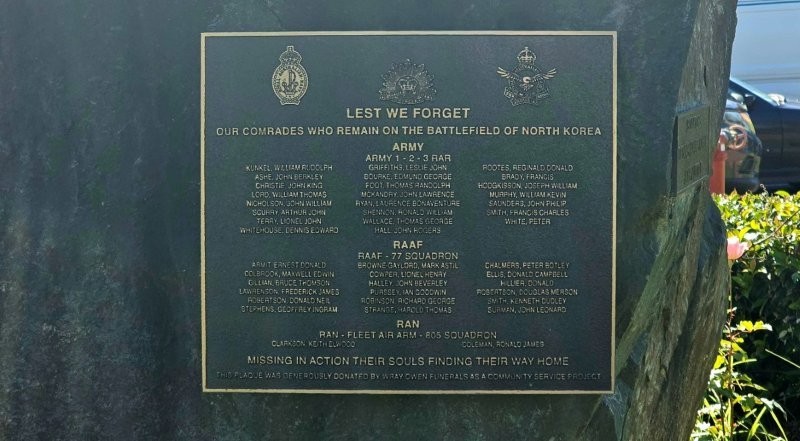 LEST WE FORGET
OUR COMRADES WHO REMAIN ON THE BATTLEFIELD OF NORTH KOREA
ARMY
ARMY 1 - 2 - 3 RAR
KUNKEL, WILLIAM RUDOLPH GRIFFITHS, LESLIE JOHN ROOTES, REGINALD DONALD
ASHE, JOHN BERKLEY BOURKE, EDMUND GEORGE BRADY, FRANCIS
CHRISTIE, JOHN KING FOOT, THOMAS RANDOLPH HODGKISSON, JOSEPH WILLIAM
LORD, WILLIAM THOMAS MCKANDRY, JOHN LAWRENCE MURPHY, WILLIAM KEVIN
NICHOLSON, JOHN WILLIAM RYAN, LAURENCE BONAVENTURE SAUNDERS, JOHN PHILIP
SCURRY, ARTHUR JOHN SHENNON, RONALD WILLIAM SMITH, FRANCIS CHARLES
TERRY, LIONEL JOHN WALLACE, THOMAS GEORGE WHITE, PETER
WHITEHOUSE, DENNIS EDWARD HALL, JOHN ROGERS
RAAF
RAAF - 77 SQUADRON
ARMIT, ERNEST DONALD BROWNE GAYLORD, MARK ASTIL CHALMERS, PETER BOTLEY
COLBROOK, MAXWELL EDWIN COWPER, LIONEL HENRY ELLIS, DONALD CAMPBELL
GILLIAN, BRUCE THOMSON HALLEY, JOHN BEVERLEY HILLIER, DONALD
LAWRENSON, FREDERICK JAMES PURSSEY, IAN GOODWIN ROBERTSON, DOUGLAS MERSON
ROBERTSON, DONALD NEIL ROBINSON, RICHARD GEORGE SMITH, KENNETH DUDLEY
STEPHENS, GEOFFREY INGRAM STRANGE, HAROLD THOMAS SURMAN, JOHN LEONARD
RAN
RAN - FLEET AIR ARM - 805 SQUADRON
CLARKSON, KEITH ELWOOD COLEMAN, RONALD JAMES
MISSING IN ACTION THEIR SOULS FINDING THEIR WAY HOME
THIS PLAQUE WAS GENEROUSLY DONATED BY WRAY OWEN FUNERALS AS A COMMUNITY SERVICE PROJECT